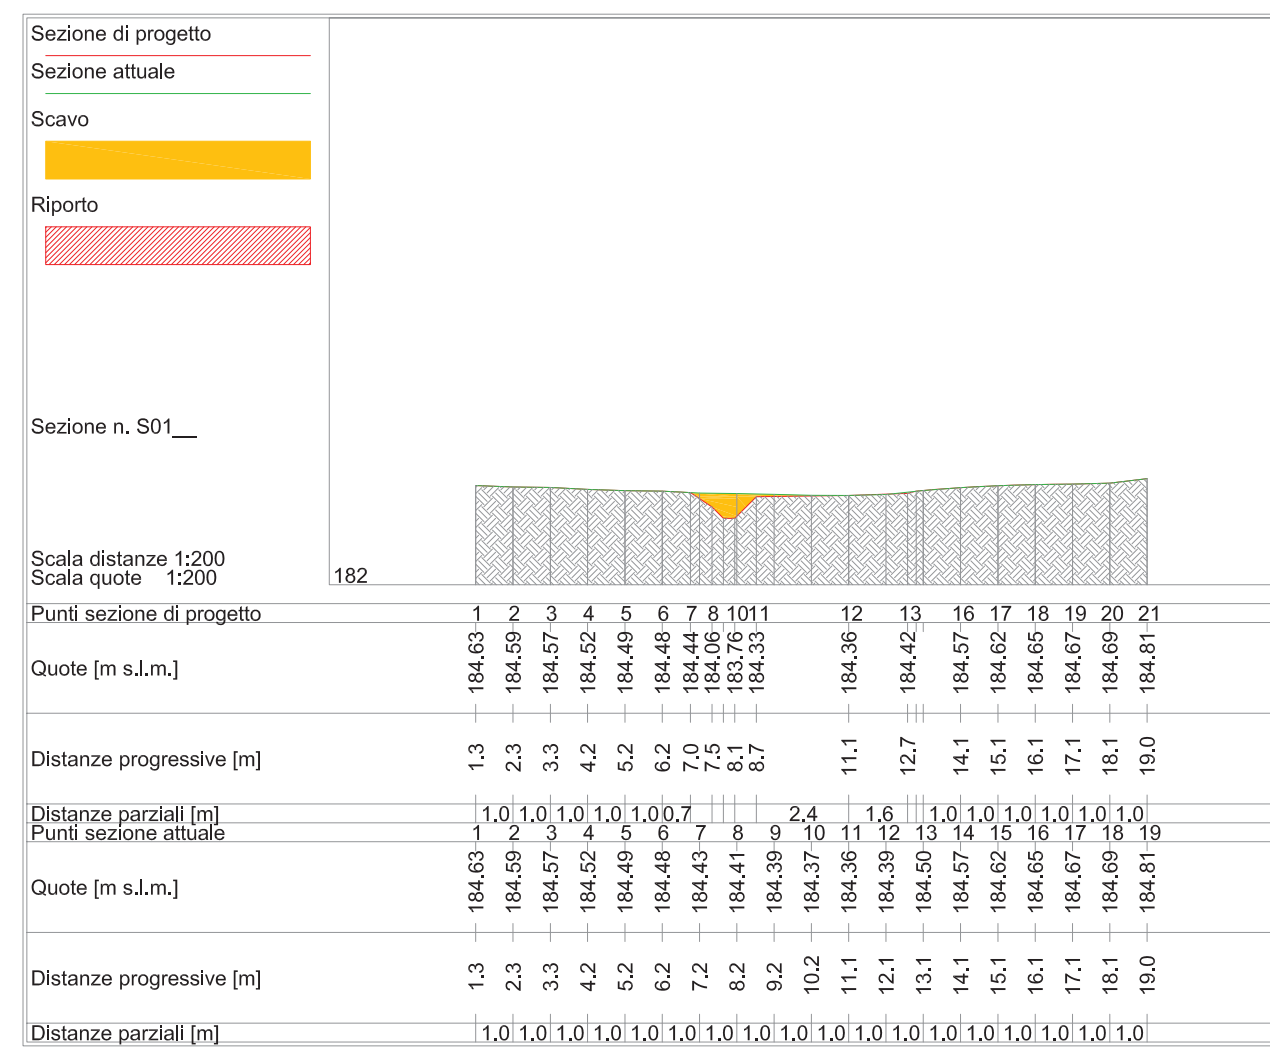 Sezione di progetto
Sezione attuale
Scavo
Riporto
Sezione n. S01__
Scala distanze 1:200
Scala quote 1:200
182
Punti sezione di progetto 1 2 3 4 5 6 7 8 10 11 12 13 16 17 18 19 20 21
Quote [m s.l.m.] 184.63 184.59 184.57 184.52 184.49 184.48 184.44 184.06 183.76 184.33 184.36 184.42 184.57 184.62 184.65 184.67 184.69 184.81
Distanze progressive [m] 1.3 2.3 3.3 4.2 5.2 6.2 7.0 7.5 8.1 8.7 11.1 12.7 14.1 15.1 16.1 17.1 18.1 19.0
Distanze parziali [m] 1.0 1.0 1.0 1.0 1.0 0.7 2.4 1.6 1.0 1.0 1.0 1.0 1.0 1.0
Punti sezione attuale 1 2 3 4 5 6 7 8 9 10 11 12 13 14 15 16 17 18 19
Quote [m s.l.m.] 184.63 184.59 184.57 184.52 184.49 184.48 184.43 184.41 184.39 184.37 184.36 184.39 184.50 184.57 184.62 184.65 184.67 184.69 184.81
Distanze progressive [m] 1.3 2.3 3.3 4.2 5.2 6.2 7.2 8.2 9.2 10.2 11.1 12.1 13.1 14.1 15.1 16.1 17.1 18.1 19.0
Distanze parziali [m] 1.0 1.0 1.0 1.0 1.0 1.0 1.0 1.0 1.0 1.0 1.0 1.0 1.0 1.0 1.0 1.0 1.0 1.0